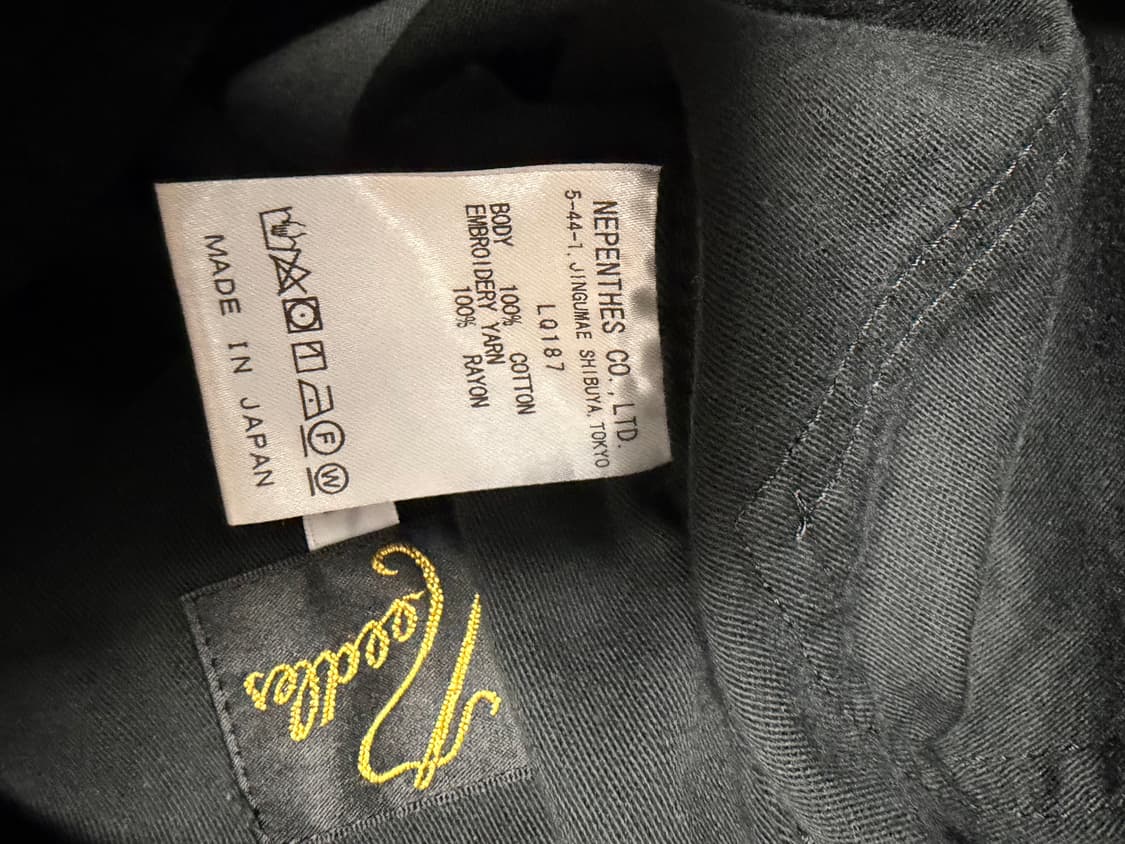 NEPENTHES CO.,LTD.
5-44-1, JINGUMAE SHIBUYA, TOKYO
LQ187
BODY 100% COTTON
EMBROIDERY YARN
100% RAYON
F W
MADE IN JAPAN
Needles